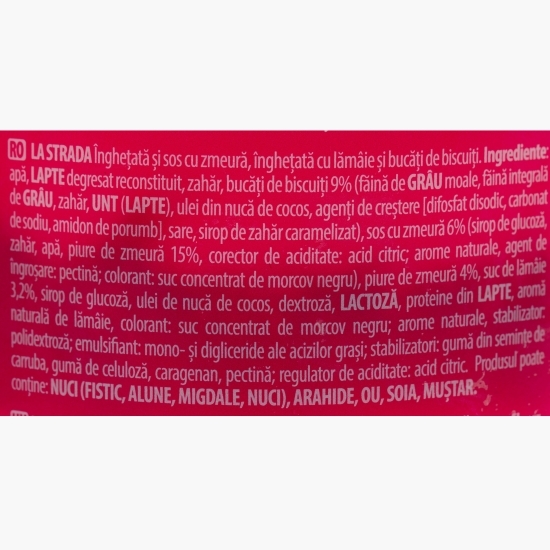 RO LA STRADA Înghețată și sos cu zmeură, înghețată cu lămâie și bucăți de biscuiți. Ingrediente:
apă, LAPTE degresat reconstituit, zahăr, bucăți de biscuiți 9% (făină de GRÂU moale, făină integrală
de GRÂU, zahăr, UNT (LAPTE), ulei din nucă de cocos, agenți de creștere [difosfat disodic, carbonat
de sodiu, amidon de porumb], sare, sirop de zahăr caramelizat), sos cu zmeură 6% (sirop de glucoză,
zahăr, apă, piure de zmeură 15%, corector de aciditate: acid citric; arome naturale, agent de
îngroșare: pectină; colorant: suc concentrat de morcov negru), piure de zmeură 4%, suc de lămâie
3,2%, sirop de glucoză, ulei de nucă de cocos, dextroză, LACTOZĂ, proteine din LAPTE, aromă
naturală de lămâie, colorant: suc concentrat de morcov negru; arome naturale, stabilizator:
polidextroză; emulsifiant: mono- și digliceride ale acizilor grași; stabilizatori: gumă din semințe de
carruba, gumă de celuloză, caragenan, pectină; regulator de aciditate: acid citric. Produsul poate
conține: NUCI (FISTIC, ALUNE, MIGDALE, NUCI), ARAHIDE, OU, SOIA, MUȘTAR.